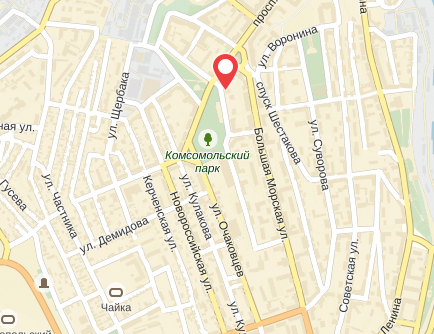 просп
ул. Воронина
ул. Щербака
спуск Шестакова
ул. Суворова
ная ул.
Комсомольский
парк
Большая Морская ул.
Гусева
ул. Частника
Керченская ул.
ул. Кулакова
Новороссийская ул.
ул. Очаковцев
ул. Демидова
Советская ул.
Ленина
Чайка
польский
ул. Ку